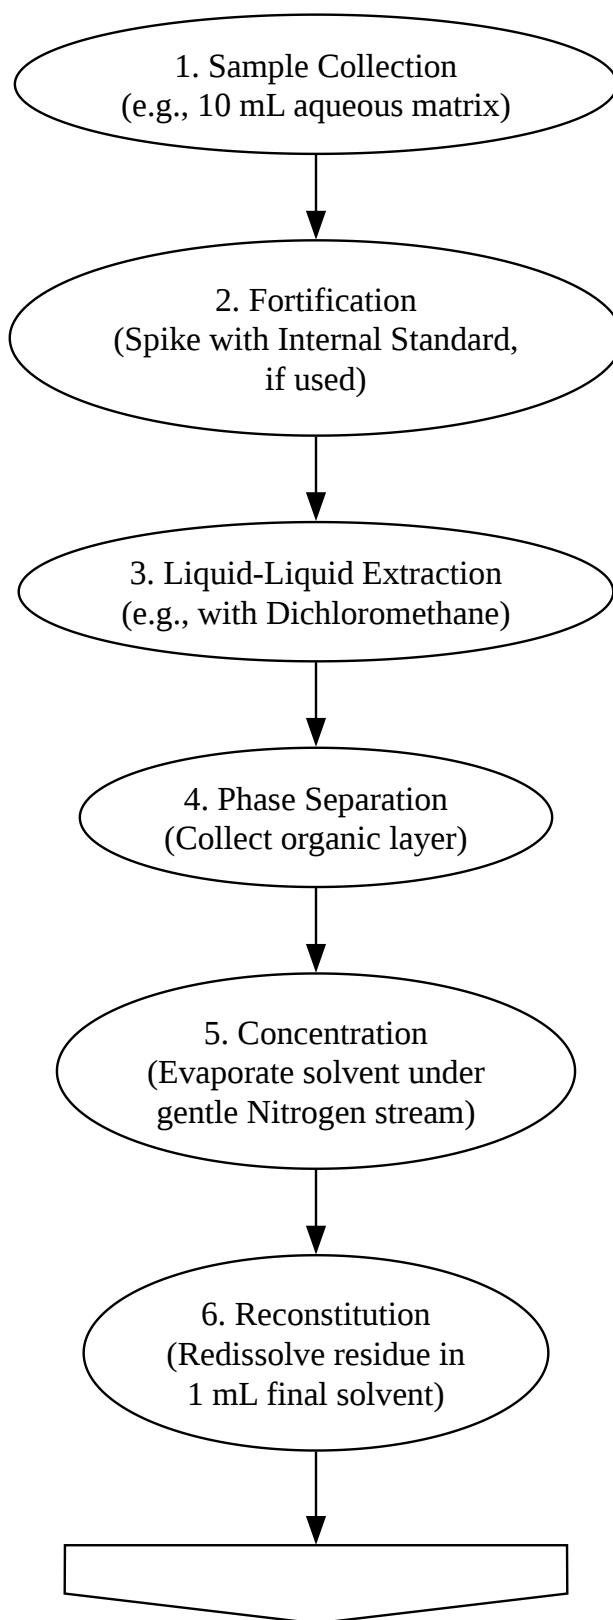 1. Sample Collection
(e.g., 10 mL aqueous matrix)
2. Fortification
(Spike with Internal Standard,
if used)
3. Liquid-Liquid Extraction
(e.g., with Dichloromethane)
4. Phase Separation
(Collect organic layer)
5. Concentration
(Evaporate solvent under
gentle Nitrogen stream)
6. Reconstitution
(Redissolve residue in
1 mL final solvent)